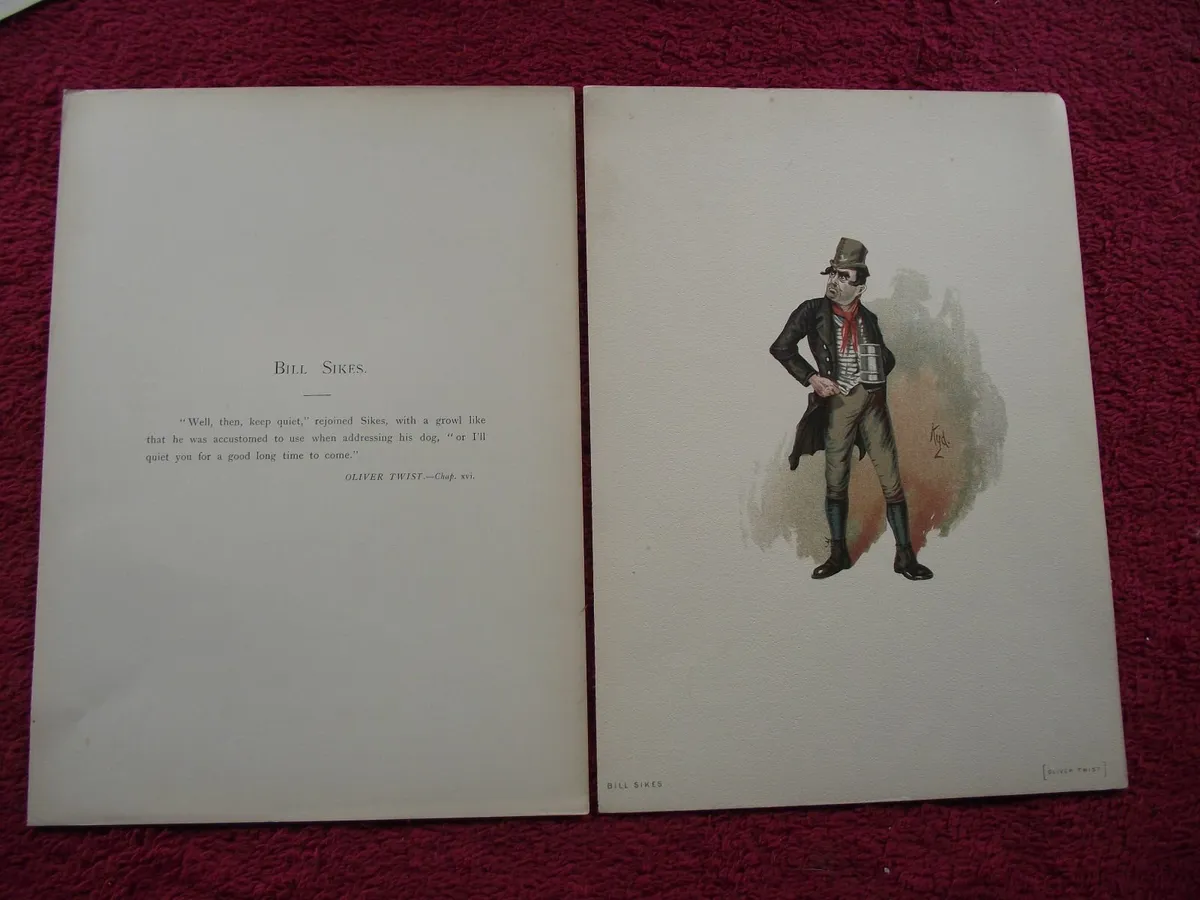 BILL SIKES.
"Well, then, keep quiet," rejoined Sikes, with a growl like
that he was accustomed to use when addressing his dog, "or I'll
quiet you for a good long time to come."
OLIVER TWIST.—Chap. xvi.
Kyd.
BILL SIKES
[OLIVER TWIST]